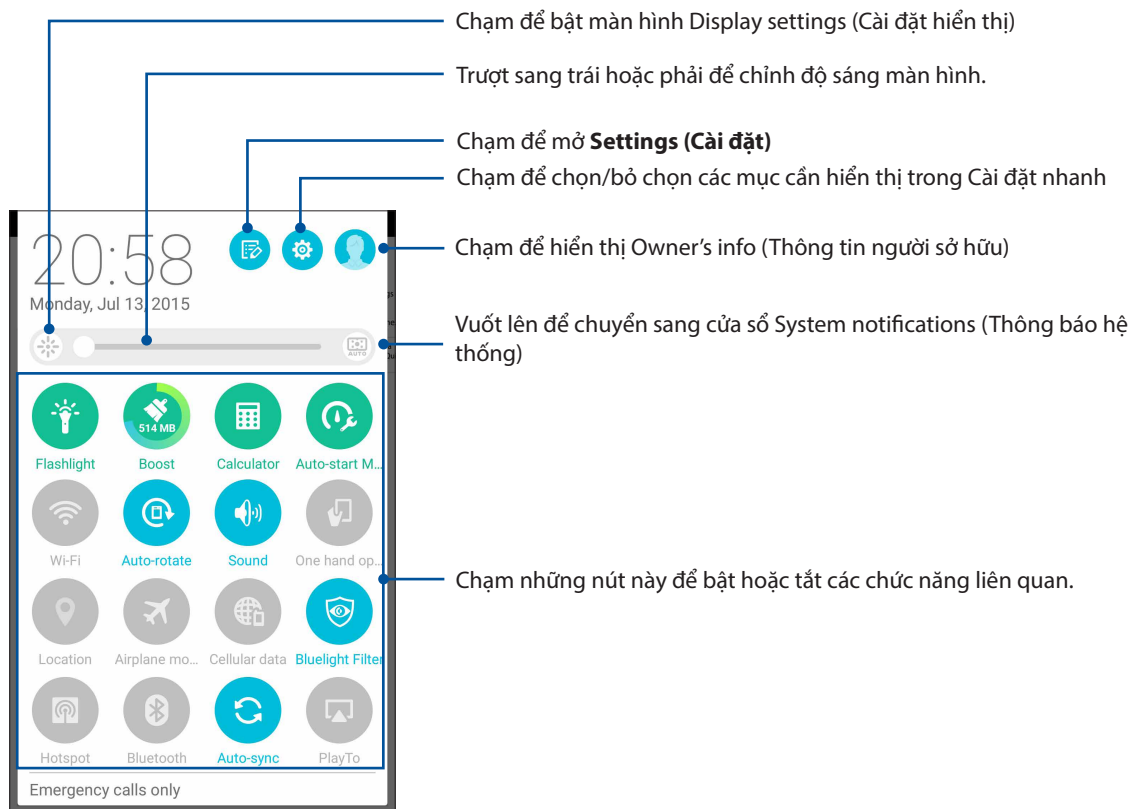 Chạm để bật màn hình Display settings (Cài đặt hiển thị)
Trượt sang trái hoặc phải để chỉnh độ sáng màn hình.
Chạm để mở Settings (Cài đặt)
Chạm để chọn/bỏ chọn các mục cần hiển thị trong Cài đặt nhanh
Chạm để hiển thị Owner's info (Thông tin người sở hữu)
Vuốt lên để chuyển sang cửa sổ System notifications (Thông báo hệ
thống)
Chạm những nút này để bật hoặc tắt các chức năng liên quan.
20:58
Monday, Jul 13, 2015
AUTO
514 MB
Flashlight Boost Calculator Auto-start M...
Wi-Fi Auto-rotate Sound One hand op...
Location Airplane mo... Cellular data Bluelight Filter
Hotspot Bluetooth Auto-sync PlayTo
Emergency calls only